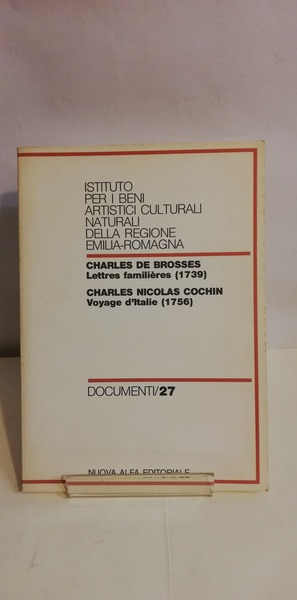 ISTITUTO
PER I BENI
ARTISTICI CULTURALI
NATURALI
DELLA REGIONE
EMILIA-ROMAGNA
CHARLES DE BROSSES
Lettres familières (1739)
CHARLES NICOLAS COCHIN
Voyage d'Italie (1756)
DOCUMENTI/27
NUOVA ALFA EDITORIALE